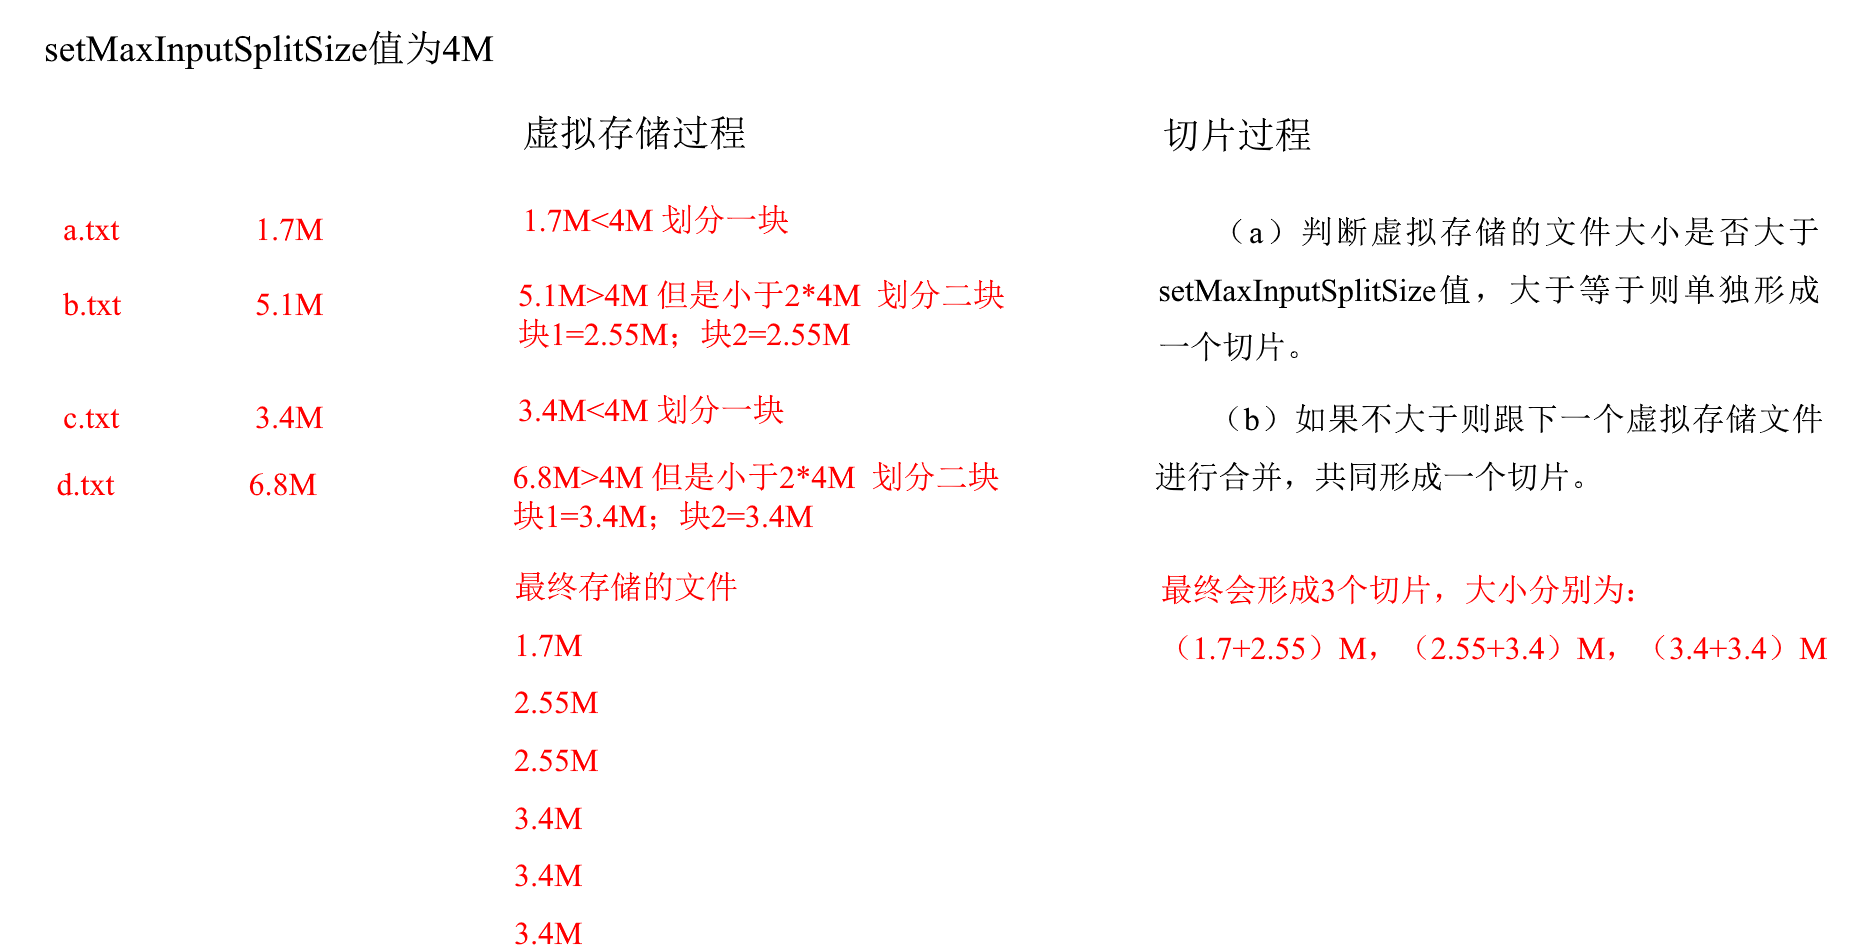 setMaxInputSplitSize值为4M
虚拟存储过程
切片过程
a.txt 1.7M 1.7M<4M 划分一块
b.txt 5.1M 5.1M>4M 但是小于2*4M 划分二块
块1=2.55M；块2=2.55M
c.txt 3.4M 3.4M<4M 划分一块
d.txt 6.8M 6.8M>4M 但是小于2*4M 划分二块
块1=3.4M；块2=3.4M
最终存储的文件
1.7M
2.55M
2.55M
3.4M
3.4M
3.4M
（a）判断虚拟存储的文件大小是否大于
setMaxInputSplitSize值，大于等于则单独形成
一个切片。
（b）如果不大于则跟下一个虚拟存储文件
进行合并，共同形成一个切片。
最终会形成3个切片，大小分别为：
（1.7+2.55）M，（2.55+3.4）M，（3.4+3.4）M